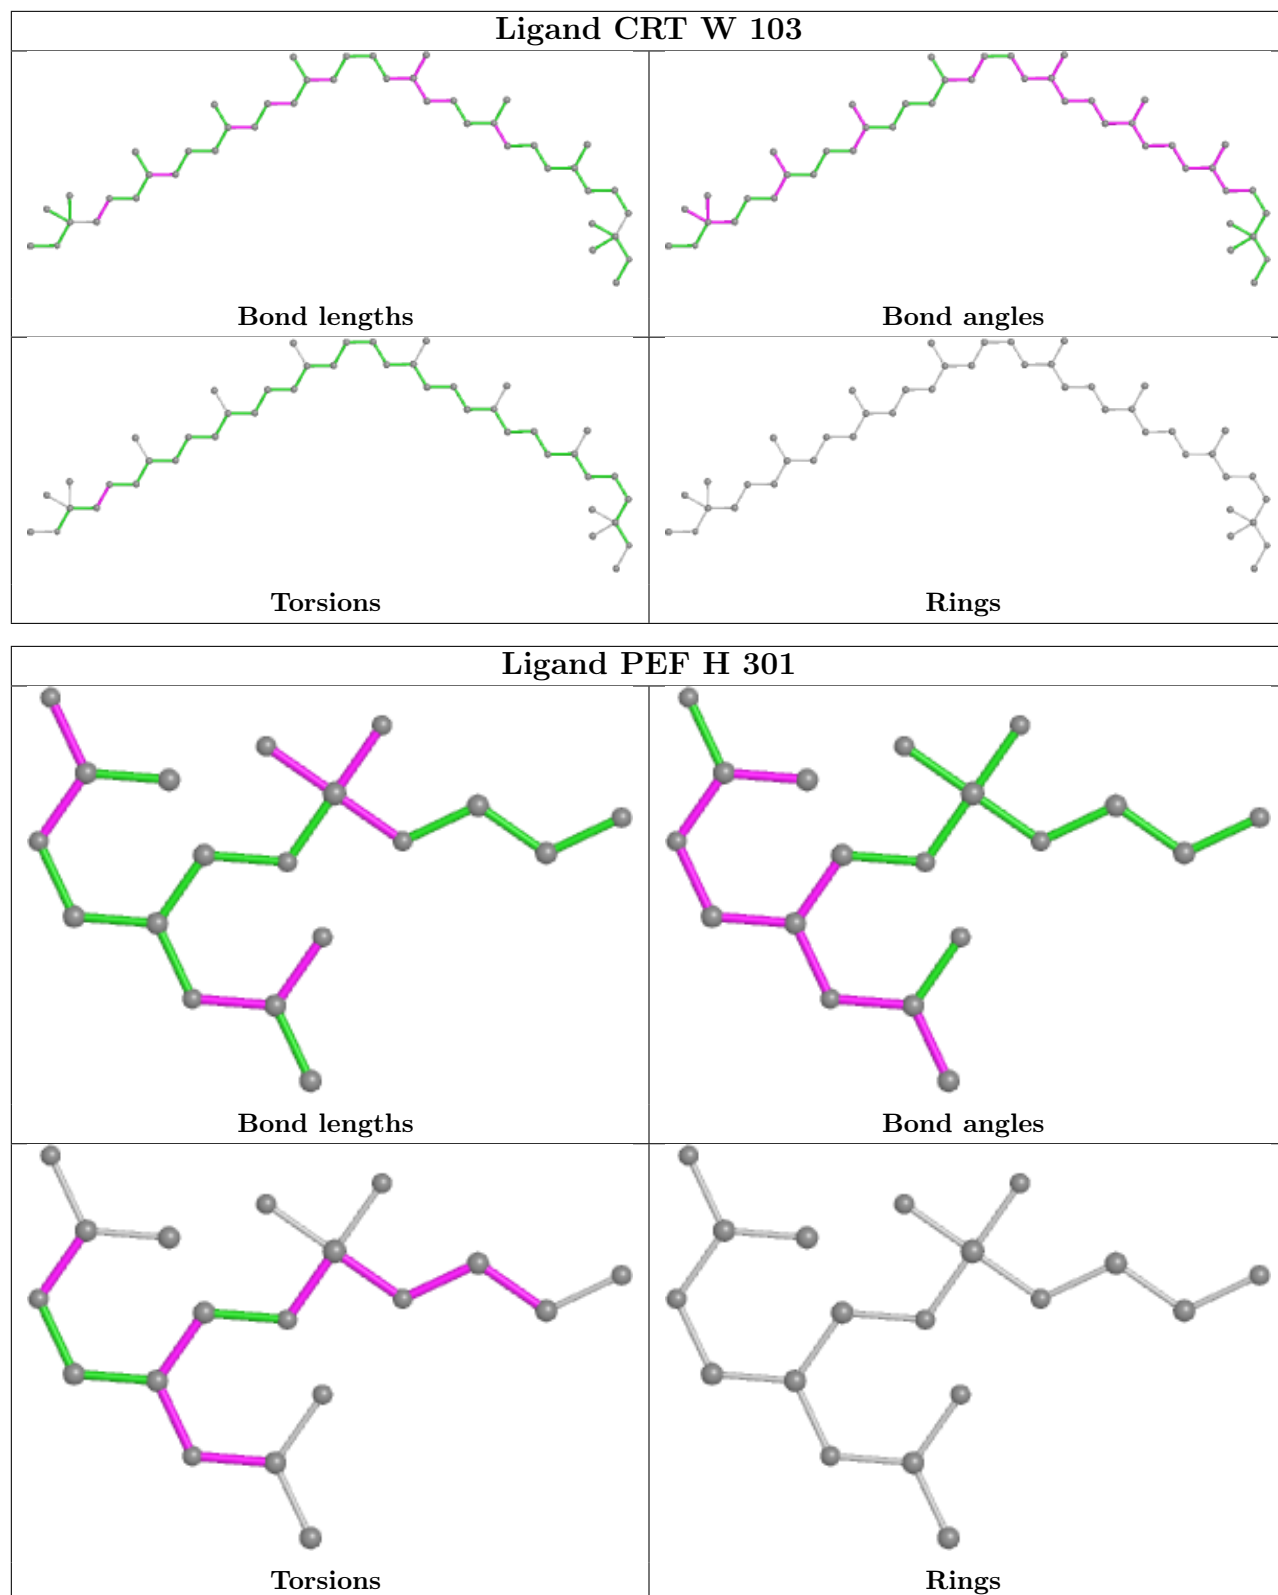 Ligand CRT W 103
Bond lengths
Bond angles
Torsions
Rings
Ligand PEF H 301
Bond lengths
Bond angles
Torsions
Rings